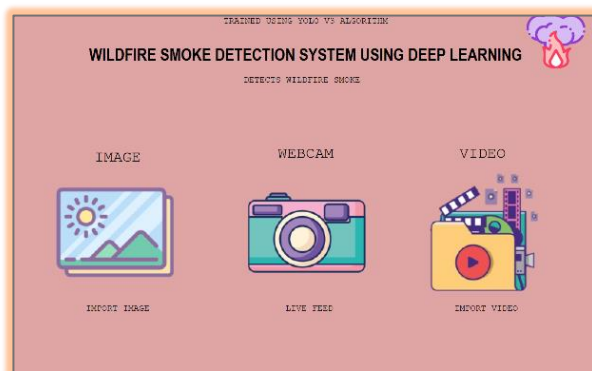 TRAINED USING YOLO V3 ALGORITHM
WILDFIRE SMOKE DETECTION SYSTEM USING DEEP LEARNING
DETECTS WILDFIRE SMOKE
IMAGE
WEBCAM
VIDEO
IMPORT IMAGE
LIVE FEED
IMPORT VIDEO